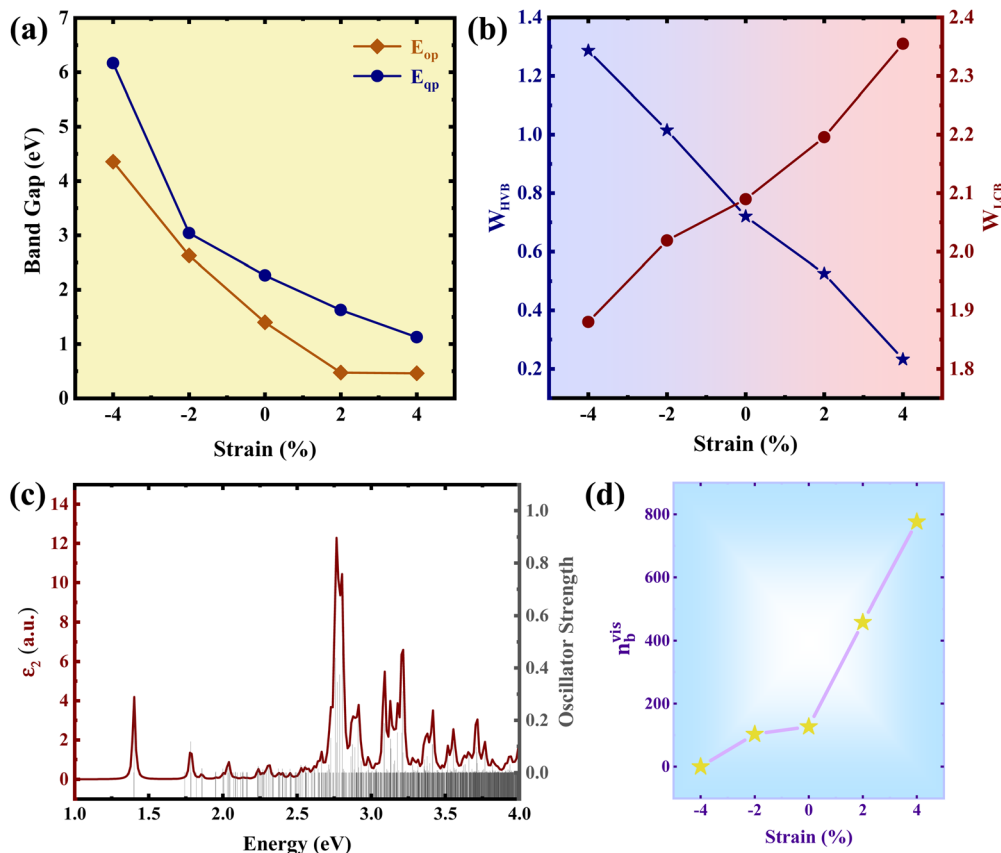 (a)
7
6
5
4
3
2
1
0
Band Gap (eV)
E_op
E_qp
-4 -2 0 2 4
Strain (%)
(b)
1.4
1.2
1.0
0.8
0.6
0.4
0.2
W_HVB
2.4
2.3
2.2
2.1
2.0
1.9
1.8
W_LCB
-4 -2 0 2 4
Strain (%)
(c)
14
12
10
8
6
4
2
0
ε_2 (a.u.)
1.0
0.8
0.6
0.4
0.2
0.0
Oscillator Strength
1.0 1.5 2.0 2.5 3.0 3.5 4.0
Energy (eV)
(d)
800
600
400
200
0
n_b^vis
-4 -2 0 2 4
Strain (%)